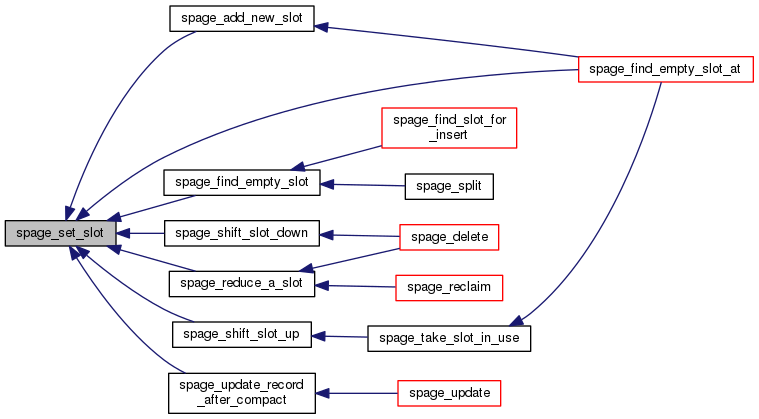 spage_add_new_slot
spage_find_empty_slot_at
spage_find_slot_for
_insert
spage_find_empty_slot
spage_split
spage_set_slot
spage_shift_slot_down
spage_delete
spage_reduce_a_slot
spage_reclaim
spage_shift_slot_up
spage_take_slot_in_use
spage_update_record
_after_compact
spage_update